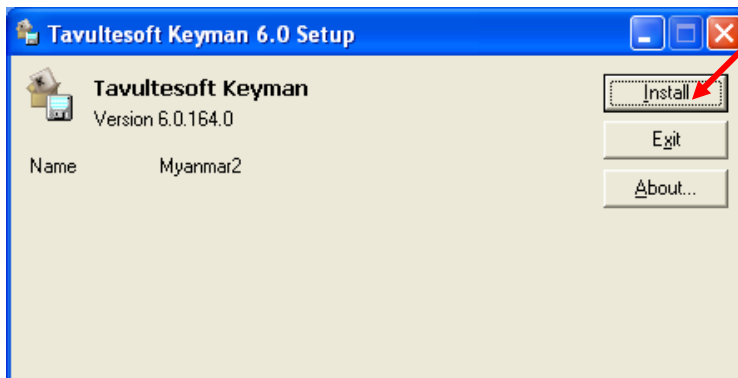 Tavultesoft Keyman 6.0 Setup
Tavultesoft Keyman
Version 6.0.164.0
Name Myanmar2
Install
Exit
About...